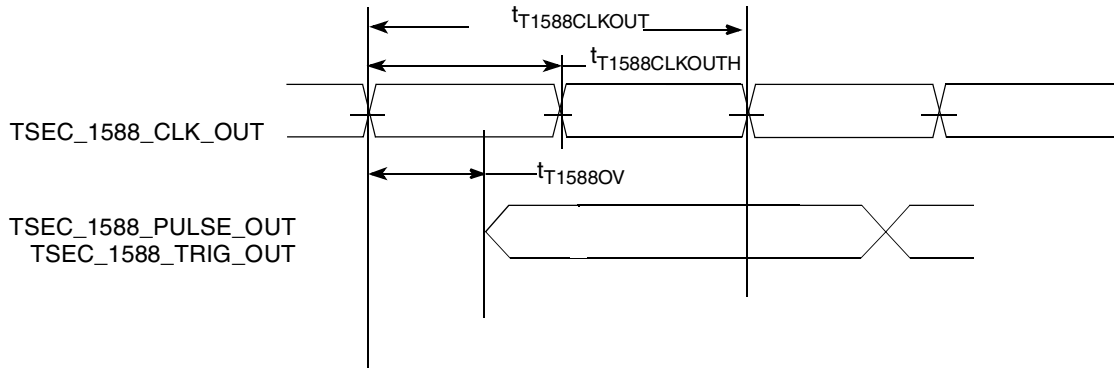 tT1588CLKOUT
tT1588CLKOUTH
TSEC_1588_CLK_OUT
tT1588OV
TSEC_1588_PULSE_OUT
TSEC_1588_TRIG_OUT